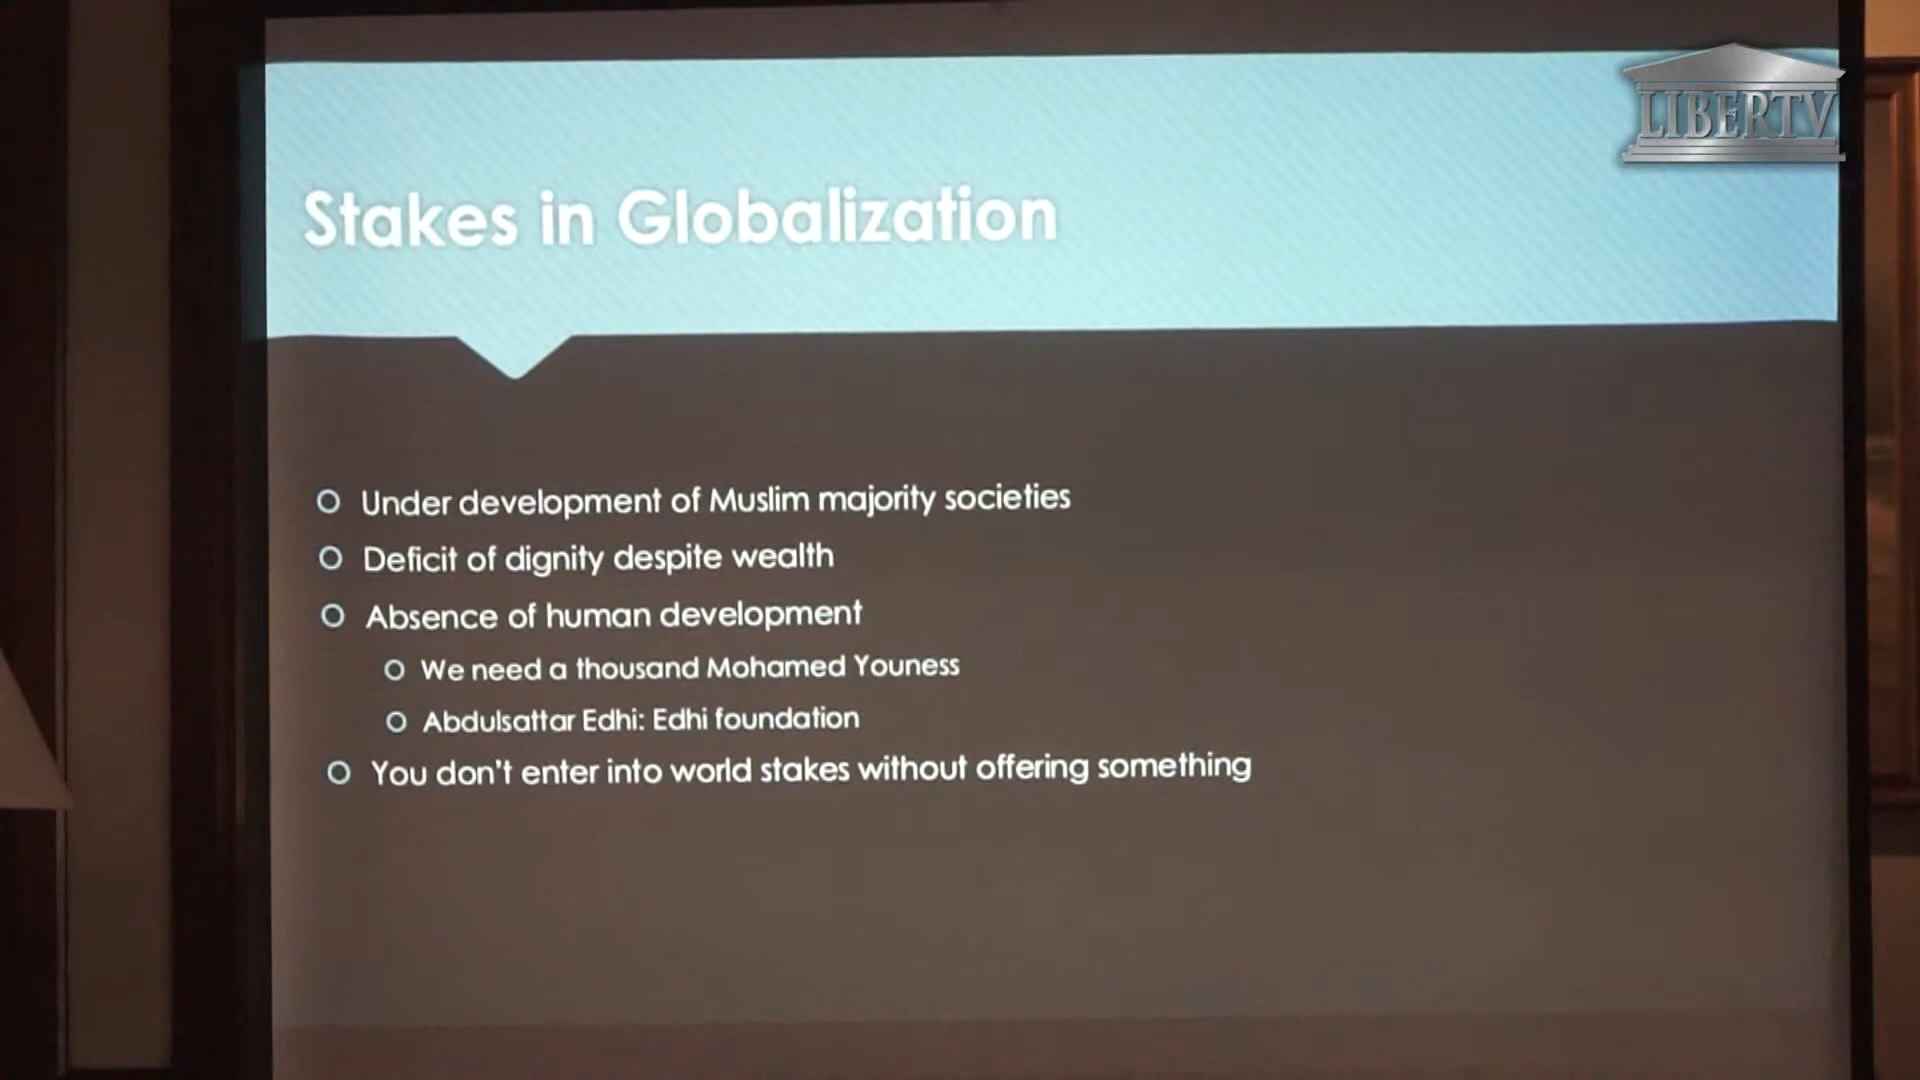 LIBERTV
Stakes in Globalization
Under development of Muslim majority societies
Deficit of dignity despite wealth
Absence of human development
We need a thousand Mohamed Youness
Abdulsattar Edhi: Edhi foundation
You don't enter into world stakes without offering something